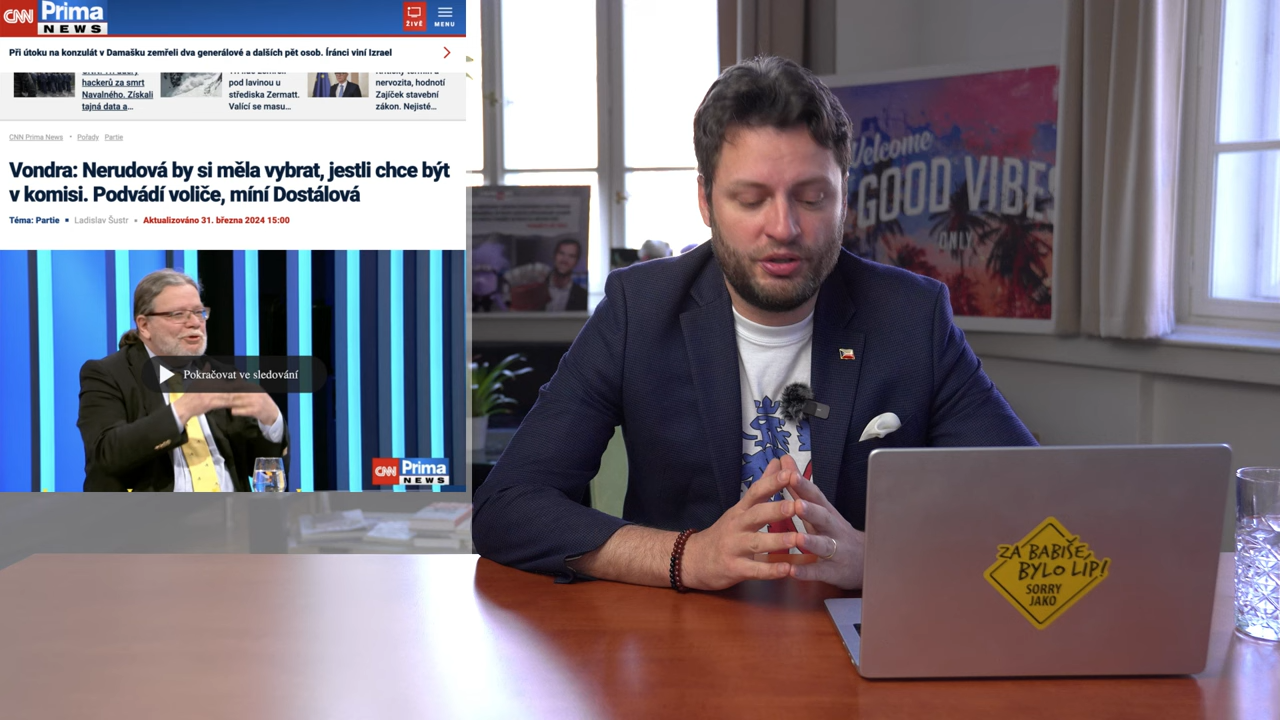 CNN Prima
NEWS
ŽIVĚ
MENU
Při útoku na konzulát v Damašku zemřeli dva generálové a dalších pět osob. Íránci viní Izrael
hackerů za smrt
Navalného. Získali
tajná data a…
pod lavinou u
střediska Zermatt.
Valící se masu…
nervozita, hodnotí
Zajíček stavební
zákon. Nejisté…
CNN Prima News • Pořady Partie
Vondra: Nerudová by si měla vybrat, jestli chce být
v komisi. Podvádí voliče, míní Dostálová
Téma: Partie • Ladislav Šustr • Aktualizováno 31. března 2024 15:00
Pokračovat ve sledování
CNN Prima
NEWS
Welcome
GOOD VIBES
ONLY
ZA BABIŠE,
BYLO LIP!
SORRY
JAKO